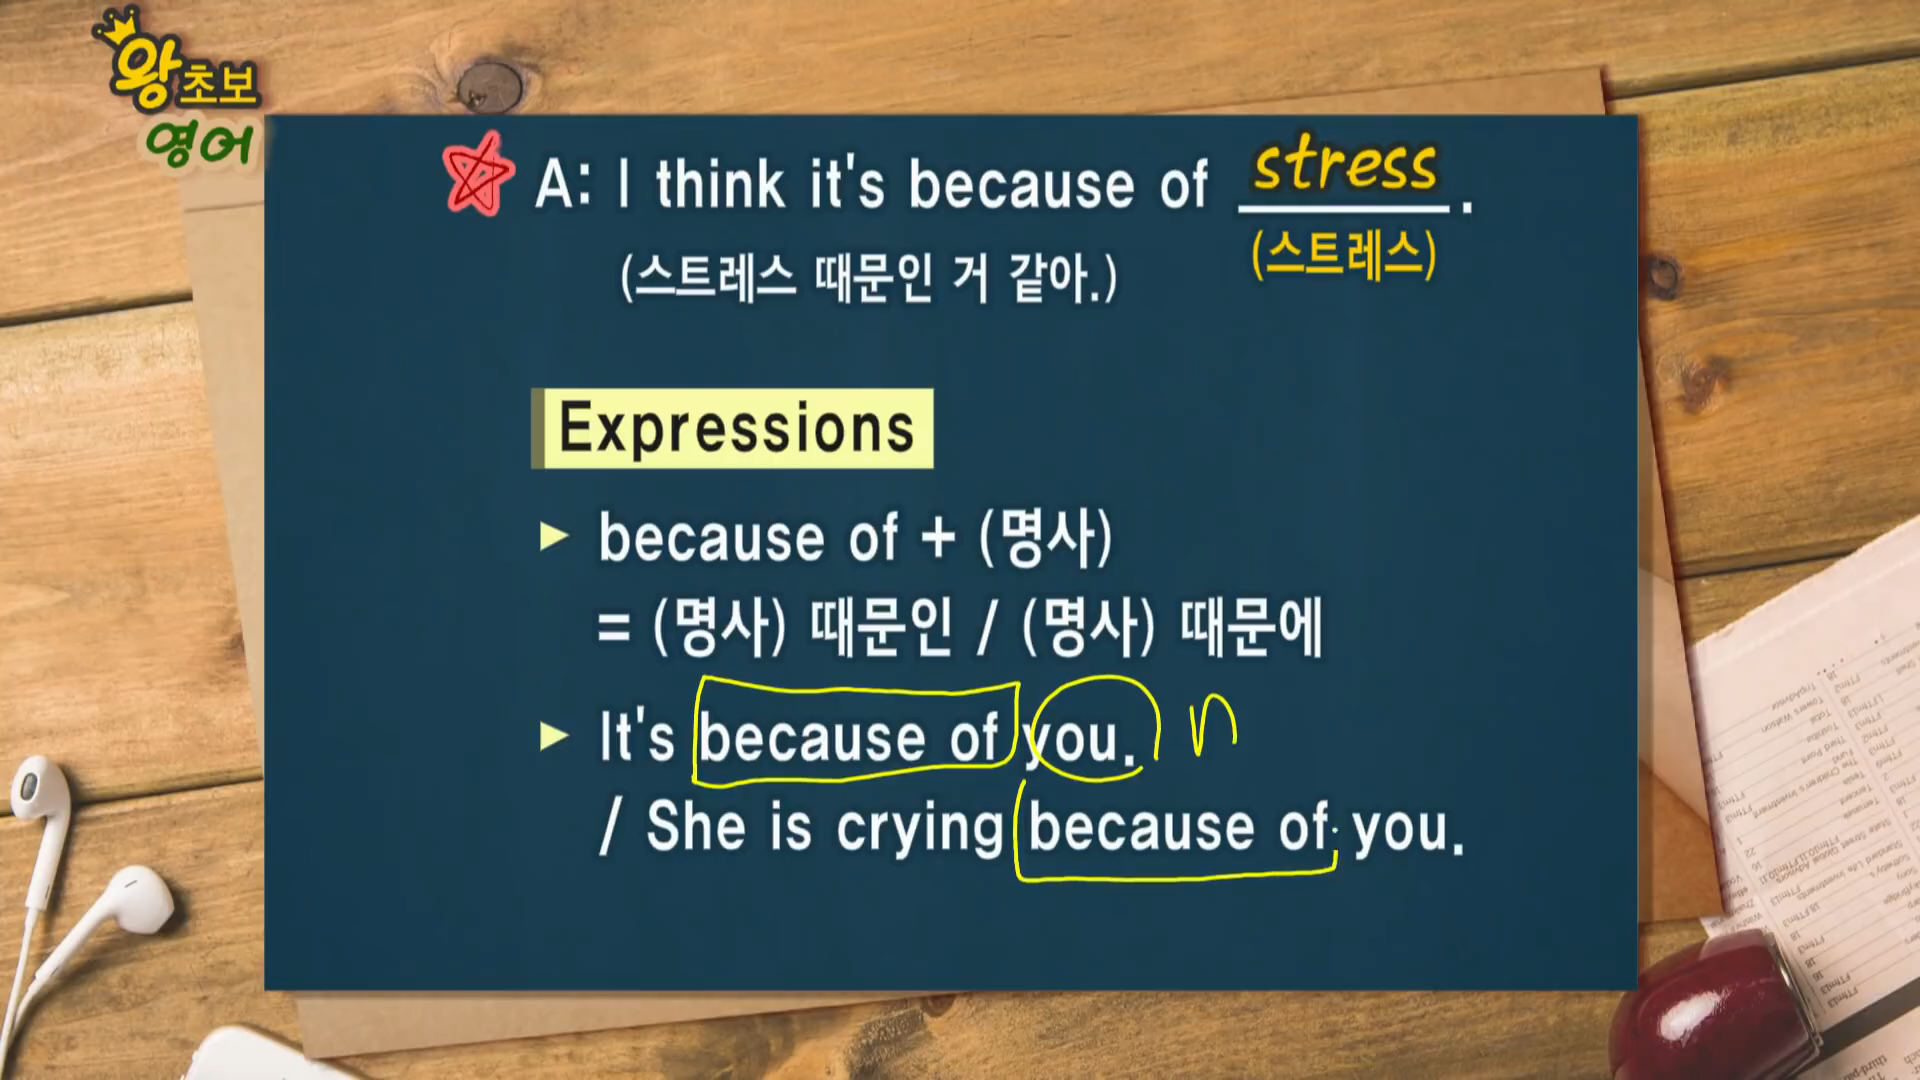 왕초보
영어
A: I think it's because of stress.
(스트레스)
(스트레스 때문인 거 같아.)
Expressions
▶ because of + (명사)
= (명사) 때문인 / (명사) 때문에
▶ It's because of you. n
/ She is crying because of you.